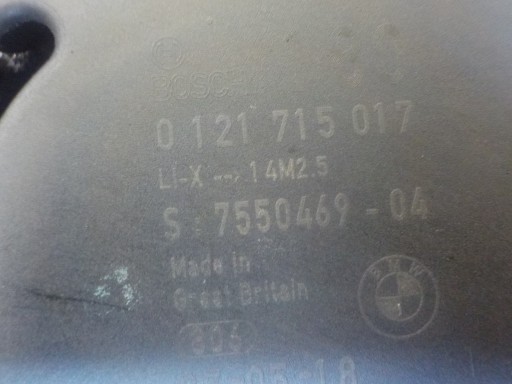 BOSCH
0 121 715 017
LI-X --> 14M2.5
S : 7550469 - 04
Made in
Great Britain
BMW